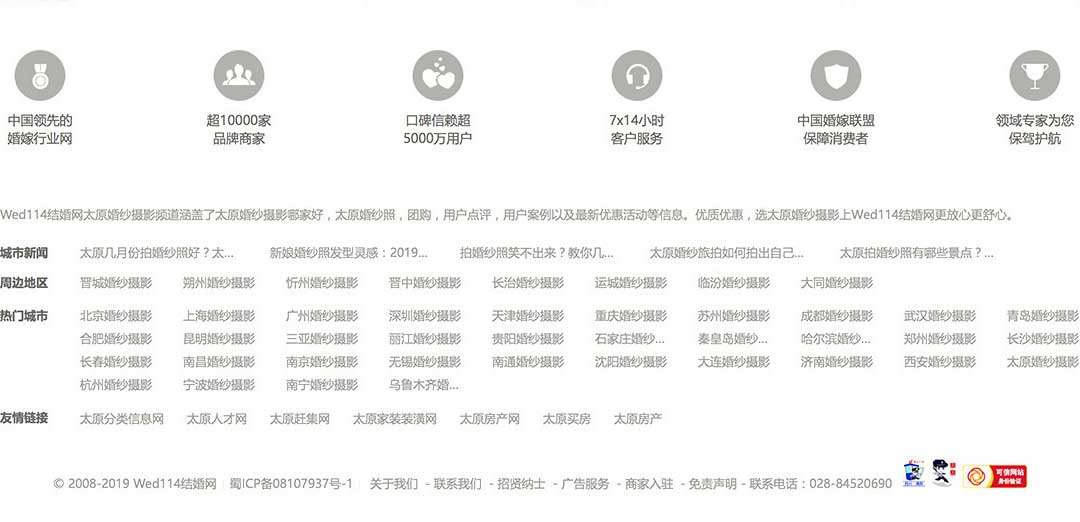 中国领先的
婚嫁行业网
超10000家
品牌商家
口碑信赖超
5000万用户
7x14小时
客户服务
中国婚嫁联盟
保障消费者
领域专家为您
保驾护航
Wed114结婚网太原婚纱摄影频道涵盖了太原婚纱摄影哪家好，太原婚纱照，团购，用户点评，用户案例以及最新优惠活动等信息。优质优惠，选太原婚纱摄影上Wed114结婚网更放心更舒心。
城市新闻 太原几月份拍婚纱照好？太... 新娘婚纱照发型灵感：2019... 拍婚纱照笑不出来？教你几... 太原婚纱旅拍如何拍出自己... 太原拍婚纱照有哪些景点？...
周边地区 晋城婚纱摄影 朔州婚纱摄影 忻州婚纱摄影 晋中婚纱摄影 长治婚纱摄影 运城婚纱摄影 临汾婚纱摄影 大同婚纱摄影
热门城市 北京婚纱摄影 上海婚纱摄影 广州婚纱摄影 深圳婚纱摄影 天津婚纱摄影 重庆婚纱摄影 苏州婚纱摄影 成都婚纱摄影 武汉婚纱摄影 青岛婚纱摄影
合肥婚纱摄影 昆明婚纱摄影 三亚婚纱摄影 丽江婚纱摄影 贵阳婚纱摄影 石家庄婚纱... 秦皇岛婚纱... 哈尔滨婚纱... 郑州婚纱摄影 长沙婚纱摄影
长春婚纱摄影 南昌婚纱摄影 南京婚纱摄影 无锡婚纱摄影 南通婚纱摄影 沈阳婚纱摄影 大连婚纱摄影 济南婚纱摄影 西安婚纱摄影 太原婚纱摄影
杭州婚纱摄影 宁波婚纱摄影 南宁婚纱摄影 乌鲁木齐婚...
友情链接 太原分类信息网 太原人才网 太原赶集网 太原家装装潢网 太原房产网 太原买房 太原房产
© 2008-2019 Wed114结婚网 | 蜀ICP备08107937号-1 | 关于我们 - 联系我们 - 招贤纳士 - 广告服务 - 商家入驻 - 免责声明 - 联系电话：028-84520690
可信网站
身份验证